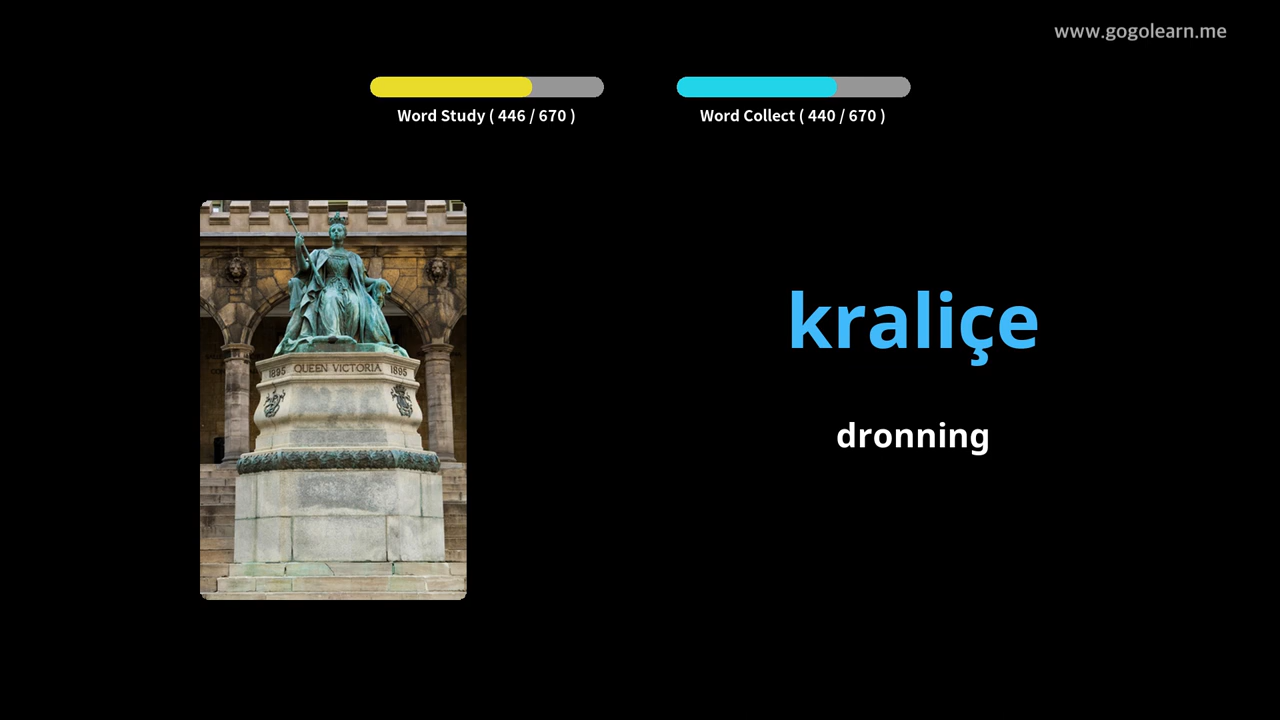 www.gogolearn.me
Word Study ( 446 / 670 )
Word Collect ( 440 / 670 )
1895 QUEEN VICTORIA 1895
kraliçe
dronning